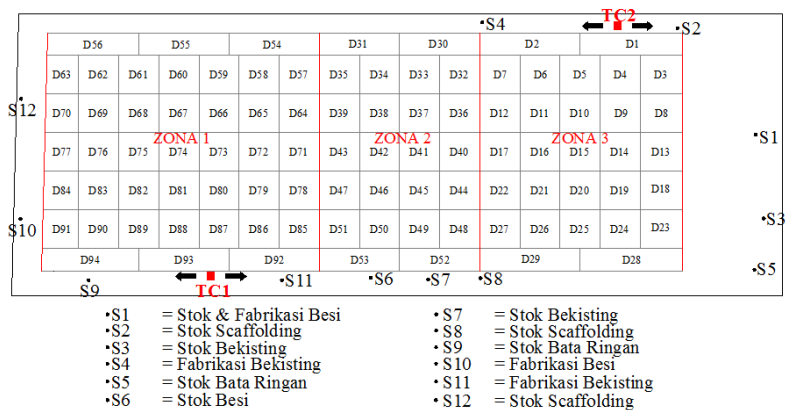 TC2
S4
S2
D56 D55 D54 D31 D30 D2 D1
D63 D62 D61 D60 D59 D58 D57 D35 D34 D33 D32 D7 D6 D5 D4 D3
S12
D70 D69 D68 D67 D66 D65 D64 D39 D38 D37 D36 D12 D11 D10 D9 D8
ZONA 1 ZONA 2 ZONA 3
S1
D77 D76 D75 D74 D73 D72 D71 D43 D42 D41 D40 D17 D16 D15 D14 D13
D84 D83 D82 D81 D80 D79 D78 D47 D46 D45 D44 D22 D21 D20 D19 D18
S10
S3
D91 D90 D89 D88 D87 D86 D85 D51 D50 D49 D48 D27 D26 D25 D24 D23
D94 D93 D92 D53 D52 D29 D28
S5
S9
TC1
S11
S6
S7
S8
S1 = Stok & Fabrikasi Besi
S2 = Stok Scaffolding
S3 = Stok Bekisting
S4 = Fabrikasi Bekisting
S5 = Stok Bata Ringan
S6 = Stok Besi
S7 = Stok Bekisting
S8 = Stok Scaffolding
S9 = Stok Bata Ringan
S10 = Fabrikasi Besi
S11 = Fabrikasi Bekisting
S12 = Stok Scaffolding